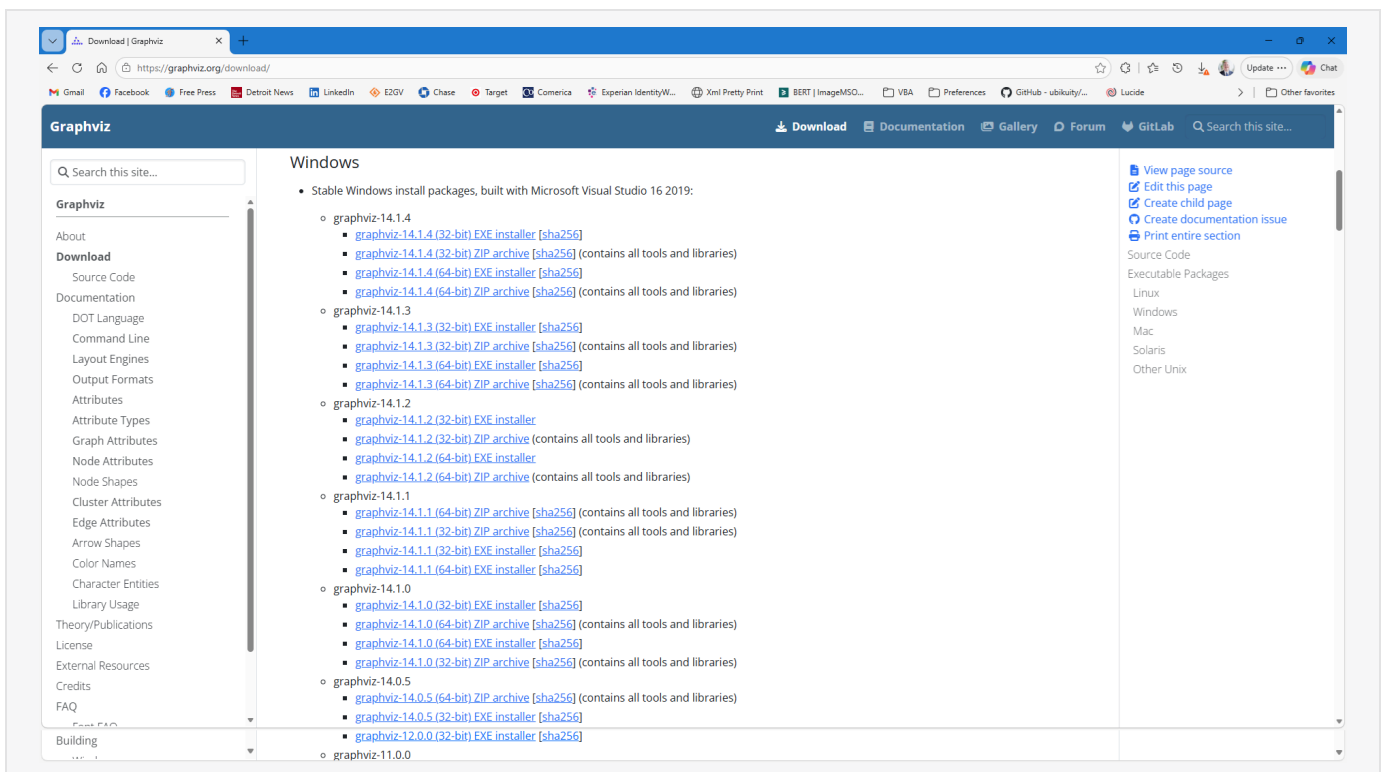 Download | Graphviz
https://graphviz.org/download/
Update ···
Chat
Gmail
Facebook
Free Press
Detroit News
LinkedIn
E2GV
Chase
Target
Comerica
Experian IdentityW...
Xml Pretty Print
BERT | ImageMSO...
VBA
Preferences
GitHub - ubikuity/...
Lucide
Other favorites
Graphviz
Download
Documentation
Gallery
Forum
GitLab
Search this site...
Search this site...
Graphviz
About
Download
Source Code
Documentation
DOT Language
Command Line
Layout Engines
Output Formats
Attributes
Attribute Types
Graph Attributes
Node Attributes
Node Shapes
Cluster Attributes
Edge Attributes
Arrow Shapes
Color Names
Character Entities
Library Usage
Theory/Publications
License
External Resources
Credits
FAQ
Font FAQ
Building
Windows
Stable Windows install packages, built with Microsoft Visual Studio 16 2019:
graphviz-14.1.4
graphviz-14.1.4 (32-bit) EXE installer [sha256]
graphviz-14.1.4 (32-bit) ZIP archive [sha256] (contains all tools and libraries)
graphviz-14.1.4 (64-bit) EXE installer [sha256]
graphviz-14.1.4 (64-bit) ZIP archive [sha256] (contains all tools and libraries)
graphviz-14.1.3
graphviz-14.1.3 (32-bit) EXE installer [sha256]
graphviz-14.1.3 (32-bit) ZIP archive [sha256] (contains all tools and libraries)
graphviz-14.1.3 (64-bit) EXE installer [sha256]
graphviz-14.1.3 (64-bit) ZIP archive [sha256] (contains all tools and libraries)
graphviz-14.1.2
graphviz-14.1.2 (32-bit) EXE installer
graphviz-14.1.2 (32-bit) ZIP archive (contains all tools and libraries)
graphviz-14.1.2 (64-bit) EXE installer
graphviz-14.1.2 (64-bit) ZIP archive (contains all tools and libraries)
graphviz-14.1.1
graphviz-14.1.1 (64-bit) ZIP archive [sha256] (contains all tools and libraries)
graphviz-14.1.1 (32-bit) ZIP archive [sha256] (contains all tools and libraries)
graphviz-14.1.1 (32-bit) EXE installer [sha256]
graphviz-14.1.1 (64-bit) EXE installer [sha256]
graphviz-14.1.0
graphviz-14.1.0 (32-bit) EXE installer [sha256]
graphviz-14.1.0 (64-bit) ZIP archive [sha256] (contains all tools and libraries)
graphviz-14.1.0 (64-bit) EXE installer [sha256]
graphviz-14.1.0 (32-bit) ZIP archive [sha256] (contains all tools and libraries)
graphviz-14.0.5
graphviz-14.0.5 (64-bit) ZIP archive [sha256] (contains all tools and libraries)
graphviz-14.0.5 (32-bit) EXE installer [sha256]
graphviz-12.0.0 (32-bit) EXE installer [sha256]
graphviz-11.0.0
View page source
Edit this page
Create child page
Create documentation issue
Print entire section
Source Code
Executable Packages
Linux
Windows
Mac
Solaris
Other Unix